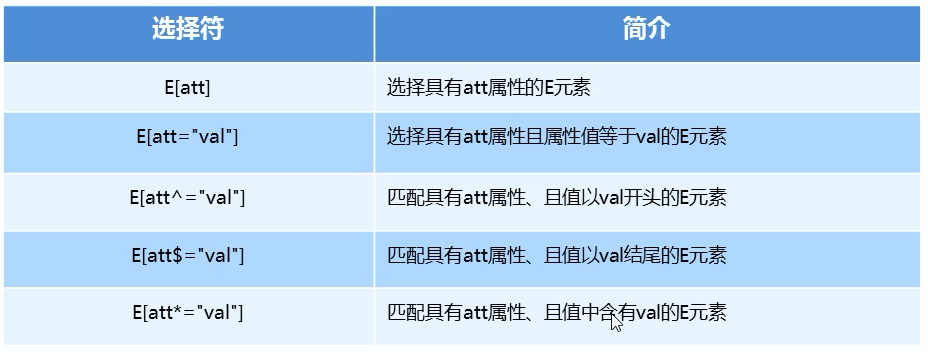 选择符 简介
E[att] 选择具有att属性的E元素
E[att="val"] 选择具有att属性且属性值等于val的E元素
E[att^="val"] 匹配具有att属性、且值以val开头的E元素
E[att$="val"] 匹配具有att属性、且值以val结尾的E元素
E[att*="val"] 匹配具有att属性、且值中含有val的E元素